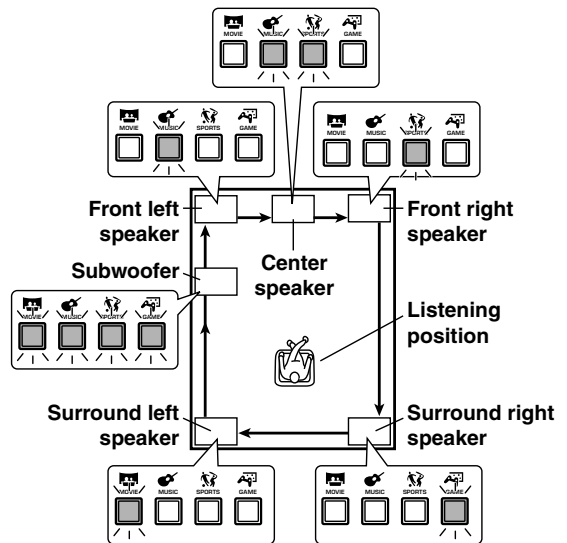 MOVIE MUSIC SPORTS GAME
MOVIE MUSIC SPORTS GAME
MOVIE MUSIC SPORTS GAME
Front left
speaker
Center
speaker
Front right
speaker
Subwoofer
MOVIE MUSIC SPORTS GAME
Listening
position
Surround left
speaker
Surround right
speaker
MOVIE MUSIC SPORTS GAME
MOVIE MUSIC SPORTS GAME